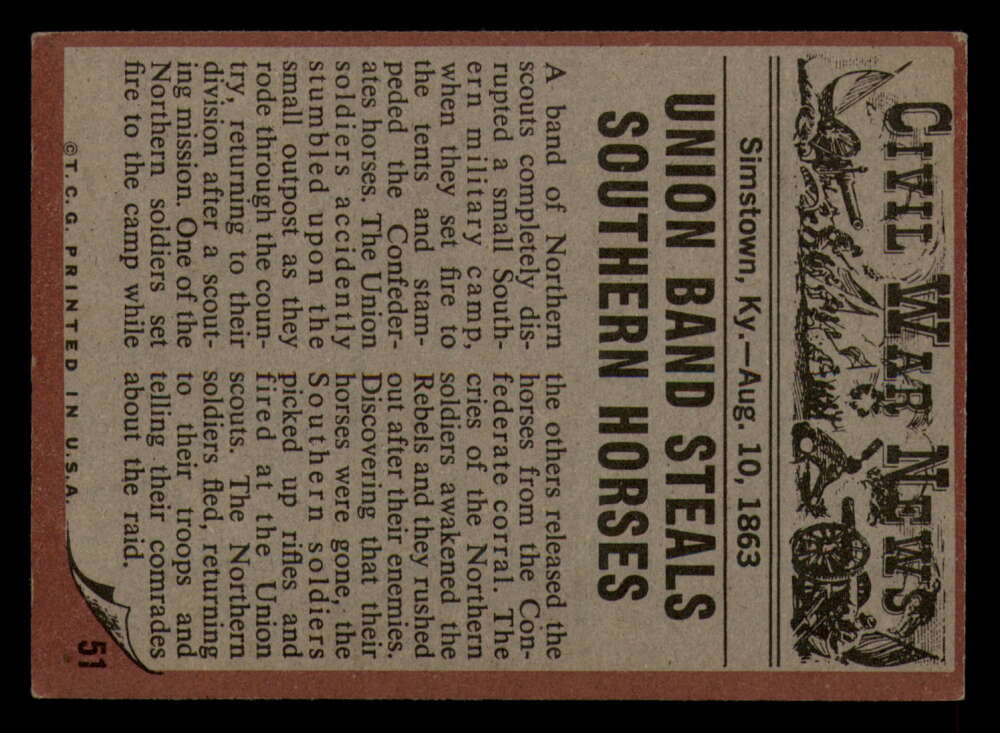 CIVIL WAR NEWS
Simstown, Ky.—Aug. 10, 1863
UNION BAND STEALS
SOUTHERN HORSES
A band of Northern
scouts completely dis-
rupted a small South-
ern military camp,
when they set fire to
the tents and stam-
peded the Confeder-
ates horses. The Union
soldiers accidently
stumbled upon the
small outpost as they
rode through the coun-
try, returning to their
division after a scout-
ing mission. One of the
Northern soldiers set
fire to the camp while
the others released the
horses from the Con-
federate corral. The
cries of the Northern
soldiers awakened the
Rebels and they rushed
out after their enemies.
Discovering that their
horses were gone, the
Southern soldiers
picked up rifles and
fired at the Union
scouts. The Northern
soldiers fled, returning
to their troops and
telling their comrades
about the raid.
©T. C. G. PRINTED IN U.S.A.
51